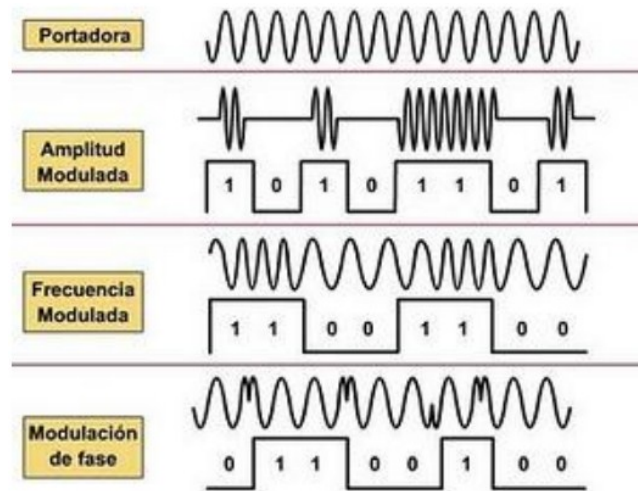 Portadora
Amplitud
Modulada
1 0 1 0 1 1 0 1
Frecuencia
Modulada
1 1 0 0 1 1 0 0
Modulación
de fase
0 1 1 0 0 1 0 0